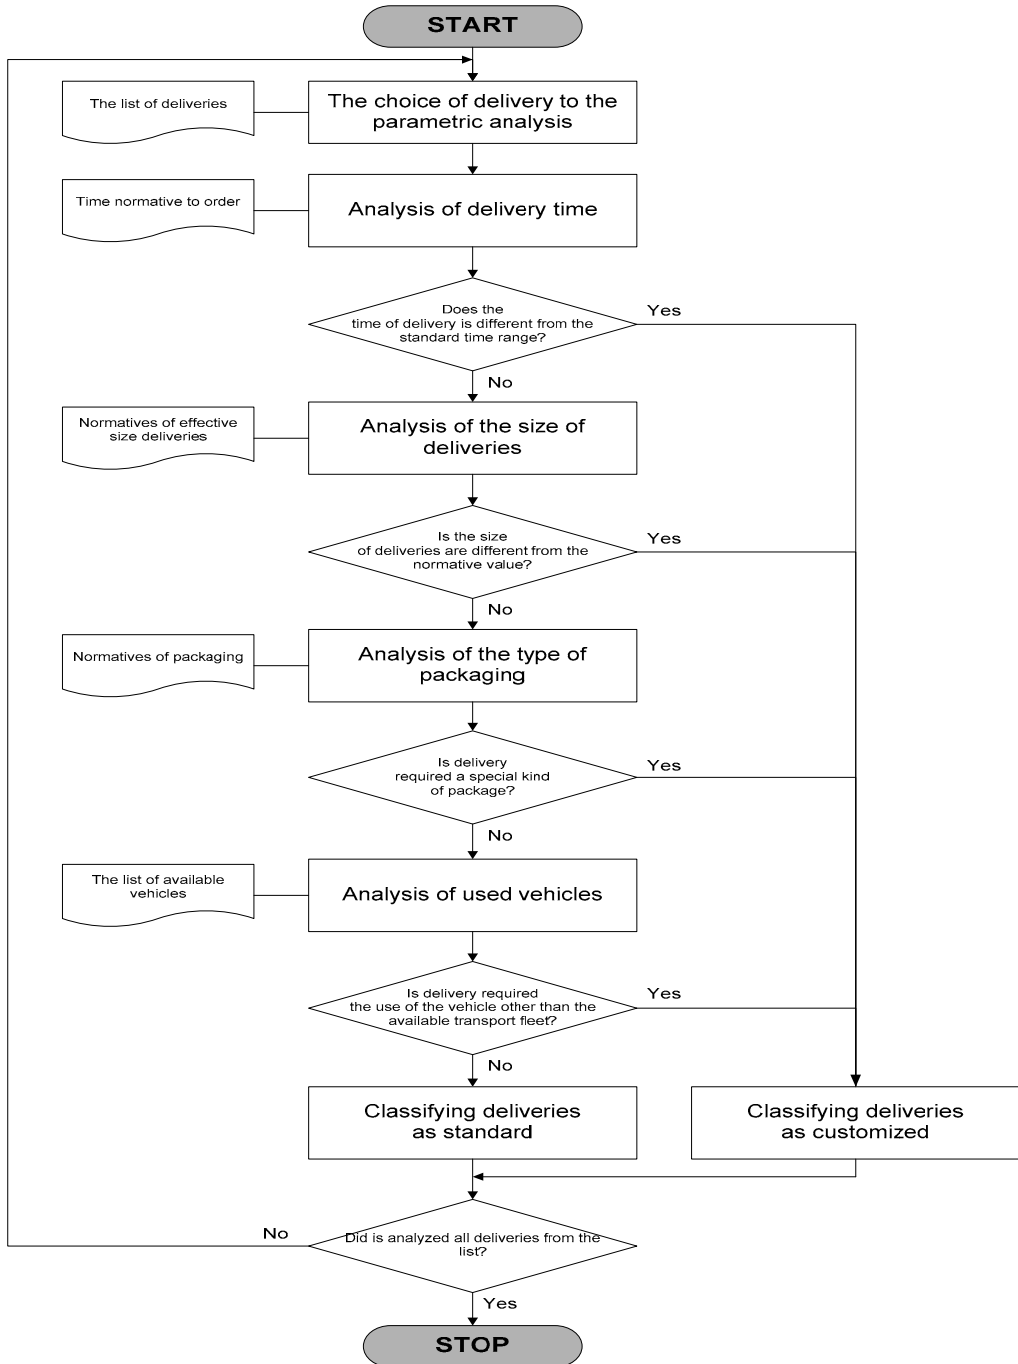 START
The list of deliveries
The choice of delivery to the
parametric analysis
Time normative to order
Analysis of delivery time
Does the
time of delivery is different from the
standard time range?
Yes
No
Normatives of effective
size deliveries
Analysis of the size of
deliveries
Is the size
of deliveries are different from the
normative value?
Yes
No
Normatives of packaging
Analysis of the type of
packaging
Is delivery
required a special kind
of package?
Yes
No
The list of available
vehicles
Analysis of used vehicles
Is delivery required
the use of the vehicle other than the
available transport fleet?
Yes
No
Classifying deliveries
as standard
Classifying deliveries
as customized
No
Did is analyzed all deliveries from the
list?
Yes
STOP